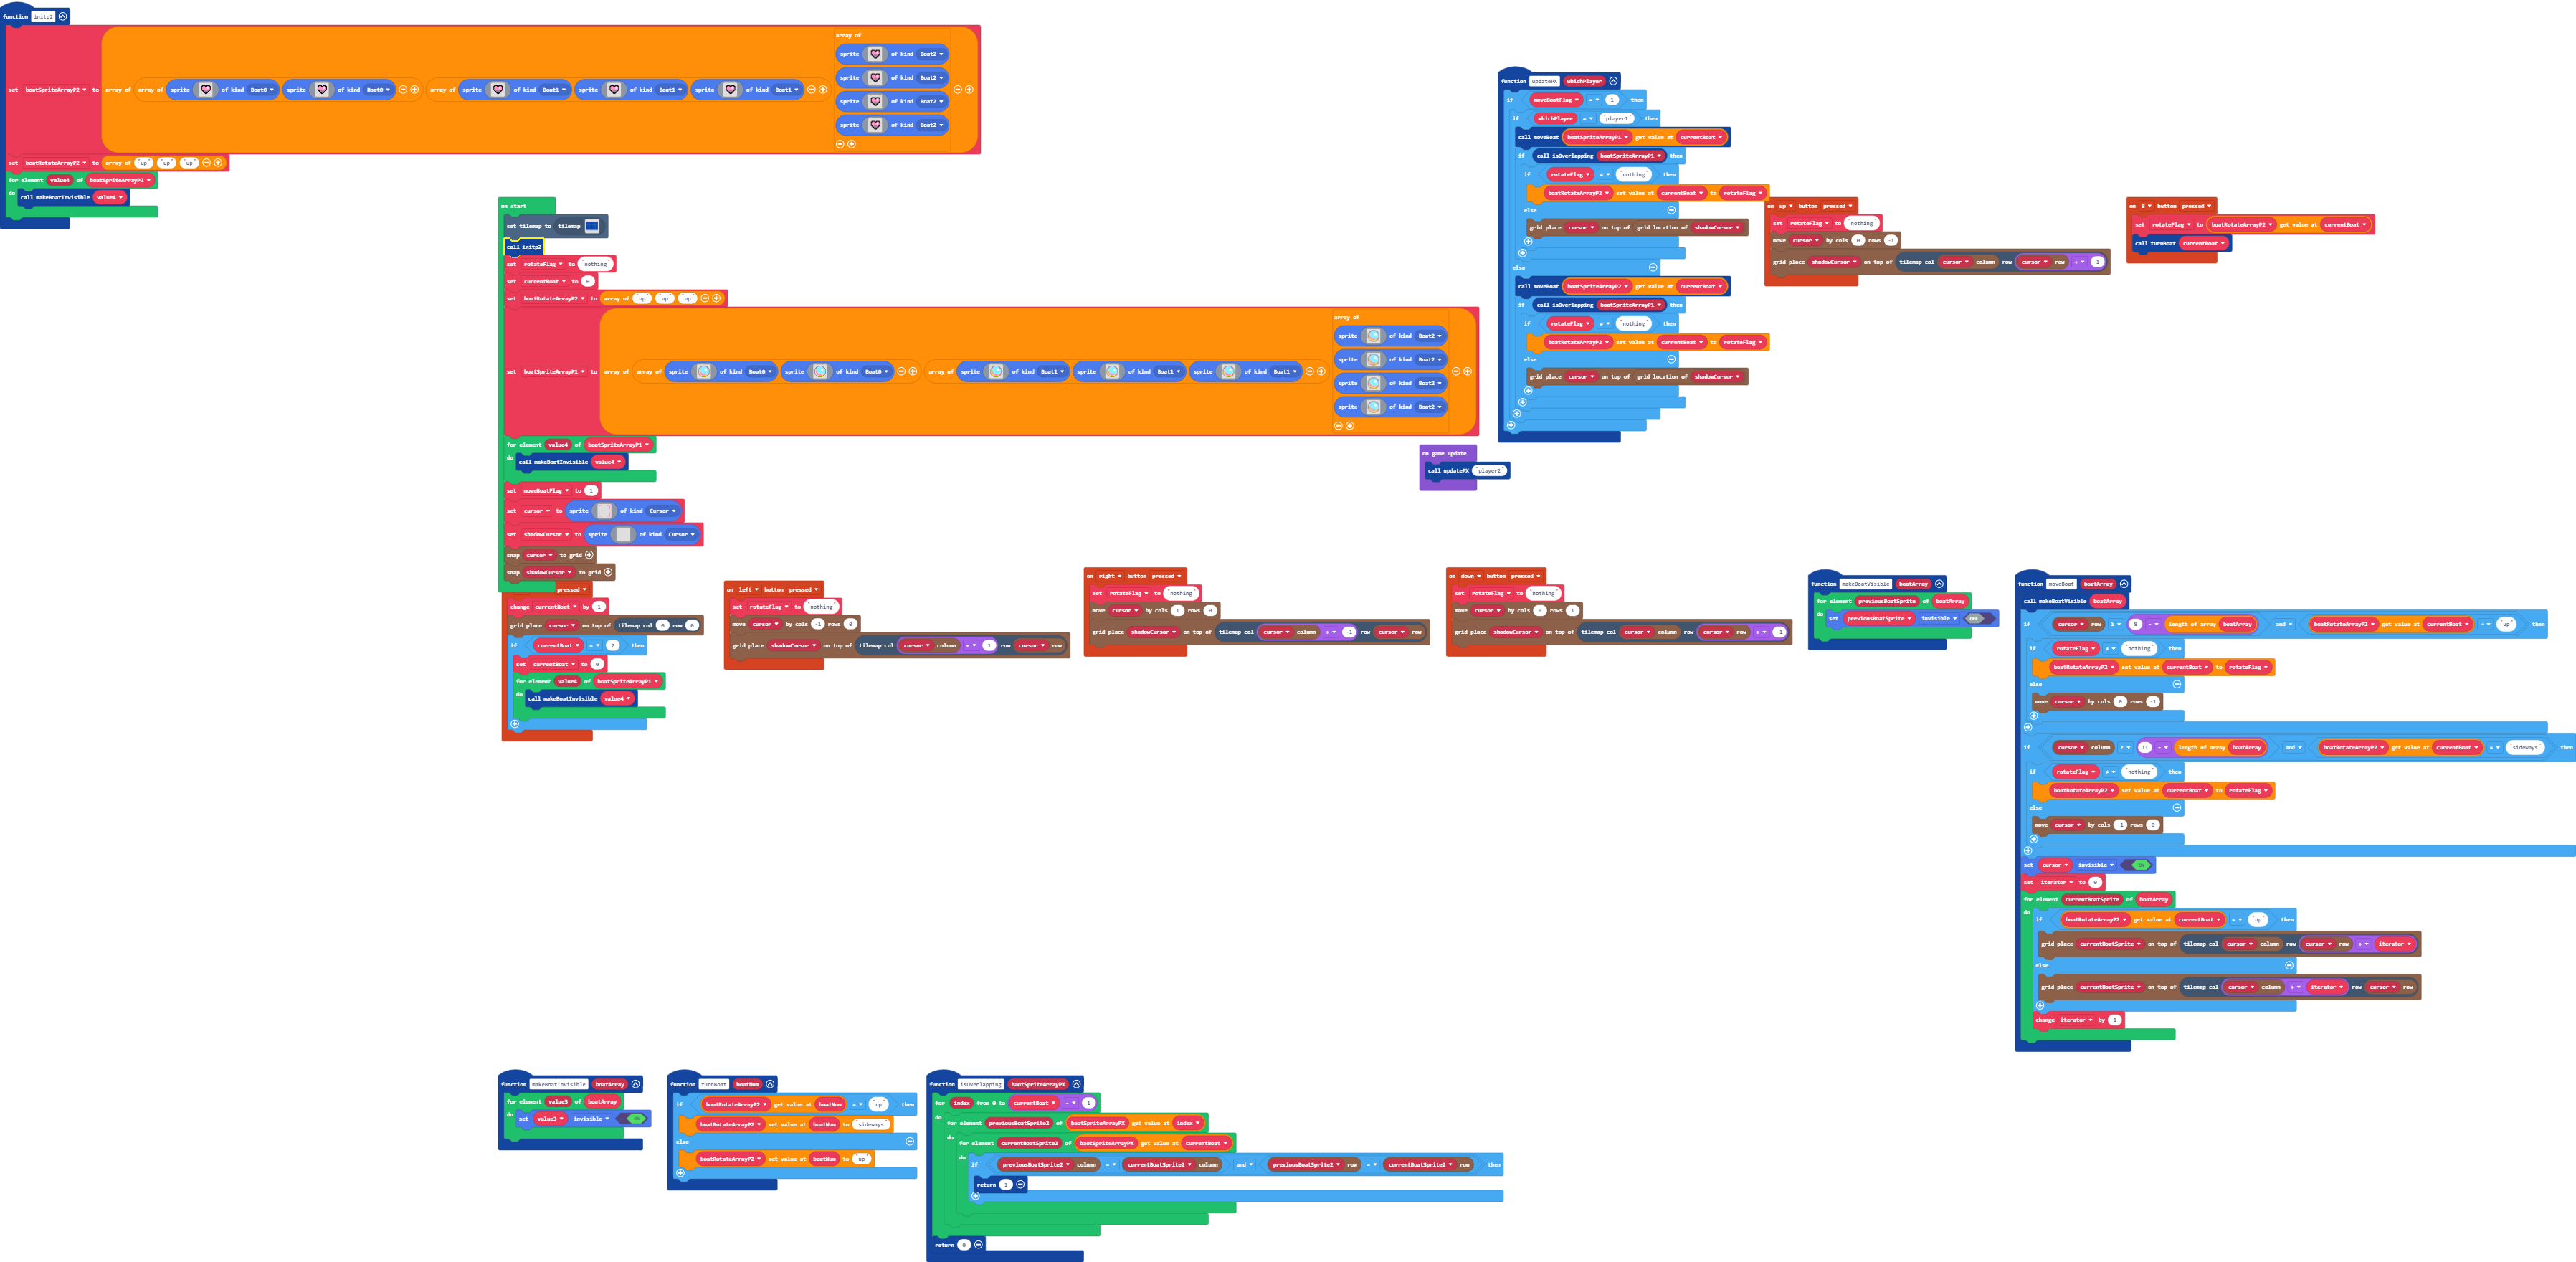 function initp2
array of
sprite of kind Boat2
sprite of kind Boat2
set boatSpriteArrayP2 to array of array of sprite of kind Boat0 sprite of kind Boat0 array of sprite of kind Boat1 sprite of kind Boat1 sprite of kind Boat1
sprite of kind Boat2
sprite of kind Boat2
set boatRotateArrayP2 to array of "up" "up" "up"
for element value4 of boatSpriteArrayP2
do call makeBoatInvisible value4
on start
set tilemap to tilemap
call initp2
set rotateFlag to "nothing"
set currentBoat to 0
set boatRotateArrayP2 to array of "up" "up" "up"
array of
sprite of kind Boat2
sprite of kind Boat2
set boatSpriteArrayP1 to array of array of sprite of kind Boat0 sprite of kind Boat0 array of sprite of kind Boat1 sprite of kind Boat1 sprite of kind Boat1
sprite of kind Boat2
sprite of kind Boat2
for element value4 of boatSpriteArrayP1
do call makeBoatInvisible value4
set moveBoatFlag to 1
set cursor to sprite of kind Cursor
set shadowCursor to sprite of kind Cursor
snap cursor to grid
snap shadowCursor to grid
pressed
change currentBoat by 1
grid place cursor on top of tilemap col 0 row 0
if currentBoat = 2 then
set currentBoat to 0
for element value4 of boatSpriteArrayP1
do call makeBoatInvisible value4
function updatePX whichPlayer
if moveBoatFlag = 1 then
if whichPlayer = "player1" then
call moveBoat boatSpriteArrayP1 get value at currentBoat
if call isOverlapping boatSpriteArrayP1 then
if rotateFlag ≠ "nothing" then
boatRotateArrayP2 set value at currentBoat to rotateFlag
else
grid place cursor on top of grid location of shadowCursor
else
call moveBoat boatSpriteArrayP2 get value at currentBoat
if call isOverlapping boatSpriteArrayP1 then
if rotateFlag ≠ "nothing" then
boatRotateArrayP2 set value at currentBoat to rotateFlag
else
grid place cursor on top of grid location of shadowCursor
on game update
call updatePX "player2"
on up button pressed
set rotateFlag to "nothing"
move cursor by cols 0 rows -1
grid place shadowCursor on top of tilemap col cursor column row cursor row + 1
on B button pressed
set rotateFlag to boatRotateArrayP2 get value at currentBoat
call turnBoat currentBoat
on left button pressed
set rotateFlag to "nothing"
move cursor by cols -1 rows 0
grid place shadowCursor on top of tilemap col cursor column + 1 row cursor row
on right button pressed
set rotateFlag to "nothing"
move cursor by cols 1 rows 0
grid place shadowCursor on top of tilemap col cursor column + -1 row cursor row
on down button pressed
set rotateFlag to "nothing"
move cursor by cols 0 rows 1
grid place shadowCursor on top of tilemap col cursor column row cursor row + -1
function makeBoatVisible boatArray
for element previousBoatSprite of boatArray
do set previousBoatSprite invisible OFF
function moveBoat boatArray
call makeBoatVisible boatArray
if cursor row ≥ 8 - length of array boatArray and boatRotateArrayP2 get value at currentBoat = "up" then
if rotateFlag ≠ "nothing" then
boatRotateArrayP2 set value at currentBoat to rotateFlag
else
move cursor by cols 0 rows -1
if cursor column ≥ 11 - length of array boatArray and boatRotateArrayP2 get value at currentBoat = "sideways" then
if rotateFlag ≠ "nothing" then
boatRotateArrayP2 set value at currentBoat to rotateFlag
else
move cursor by cols -1 rows 0
set cursor invisible
set iterator to 0
for element currentBoatSprite of boatArray
do if boatRotateArrayP2 get value at currentBoat = "up" then
grid place currentBoatSprite on top of tilemap col cursor column row cursor row + iterator
else
grid place currentBoatSprite on top of tilemap col cursor column + iterator row cursor row
change iterator by 1
function makeBoatInvisible boatArray
for element value3 of boatArray
do set value3 invisible
function turnBoat boatNum
if boatRotateArrayP2 get value at boatNum = "up" then
boatRotateArrayP2 set value at boatNum to "sideways"
else
boatRotateArrayP2 set value at boatNum to "up"
function isOverlapping boatSpriteArrayPX
for index from 0 to currentBoat - 1
do for element previousBoatSprite2 of boatSpriteArrayPX get value at index
do for element currentBoatSprite2 of boatSpriteArrayPX get value at currentBoat
do if previousBoatSprite2 column = currentBoatSprite2 column and previousBoatSprite2 row = currentBoatSprite2 row then
return 1
return 0